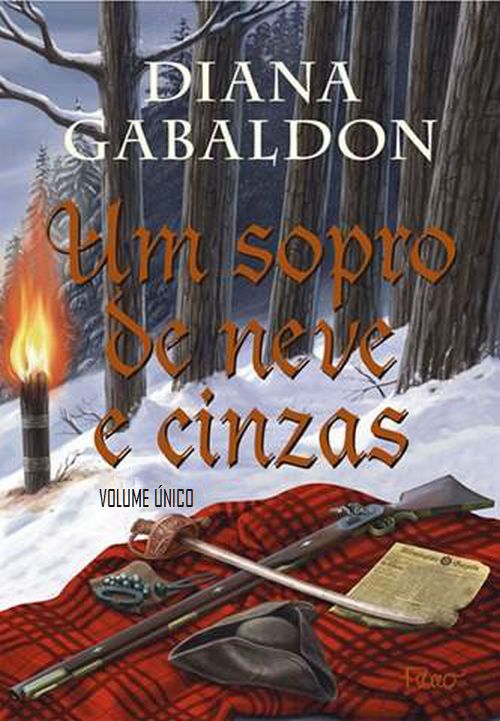 DIANA
GABALDON
Um sopro
de neve
e cinzas
VOLUME ÚNICO